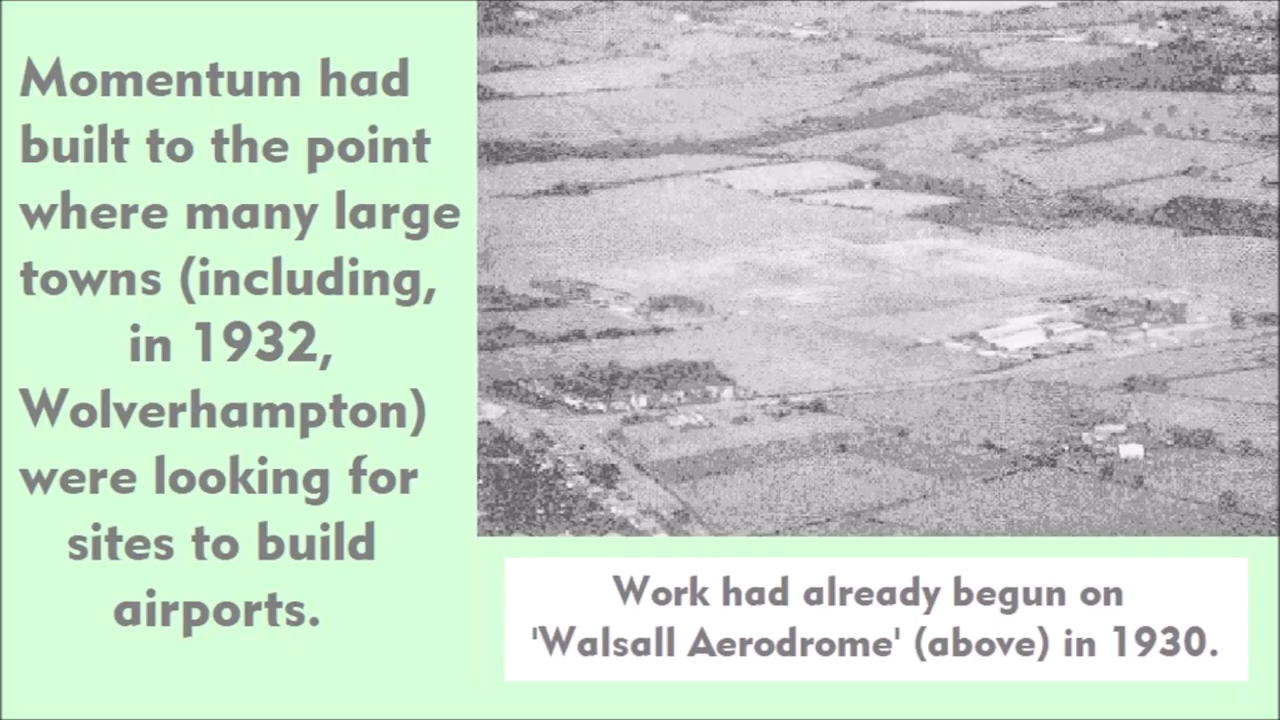 Momentum had
built to the point
where many large
towns (including,
in 1932,
Wolverhampton)
were looking for
sites to build
airports.
Work had already begun on
'Walsall Aerodrome' (above) in 1930.